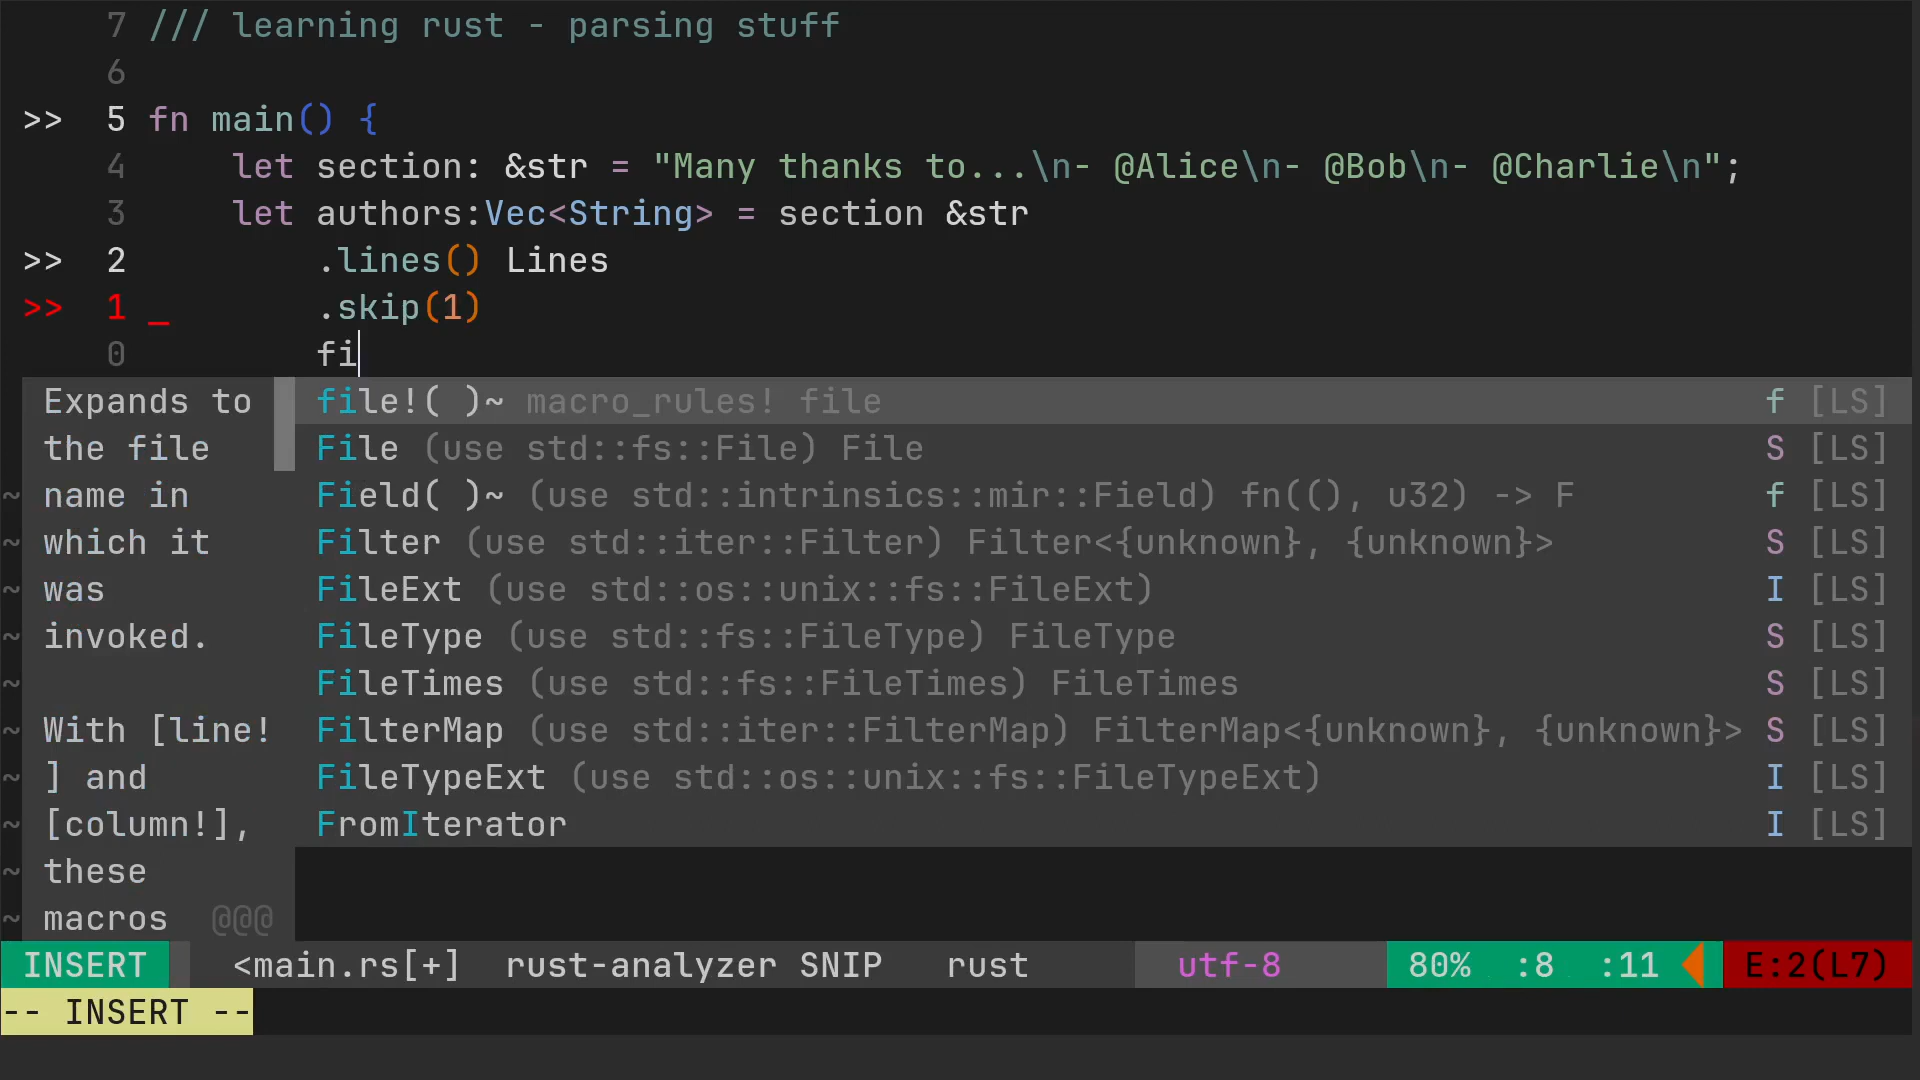 7 /// learning rust - parsing stuff
6
>> 5 fn main() {
4 let section: &str = "Many thanks to...\n- @Alice\n- @Bob\n- @Charlie\n";
3 let authors:Vec<String> = section &str
>> 2 .lines() Lines
>> 1 _ .skip(1)
0 fi
Expands to
the file
~ name in
~ which it
~ was
~ invoked.
~
~ With [line!
~ ] and
~ [column!],
~ these
~ macros @@@
file!( )~ macro_rules! file f [LS]
File (use std::fs::File) File S [LS]
Field( )~ (use std::intrinsics::mir::Field) fn((), u32) -> F f [LS]
Filter (use std::iter::Filter) Filter<{unknown}, {unknown}> S [LS]
FileExt (use std::os::unix::fs::FileExt) I [LS]
FileType (use std::fs::FileType) FileType S [LS]
FileTimes (use std::fs::FileTimes) FileTimes S [LS]
FilterMap (use std::iter::FilterMap) FilterMap<{unknown}, {unknown}> S [LS]
FileTypeExt (use std::os::unix::fs::FileTypeExt) I [LS]
FromIterator I [LS]
INSERT <main.rs[+] rust-analyzer SNIP rust utf-8 80% :8 :11 E:2(L7)
-- INSERT --